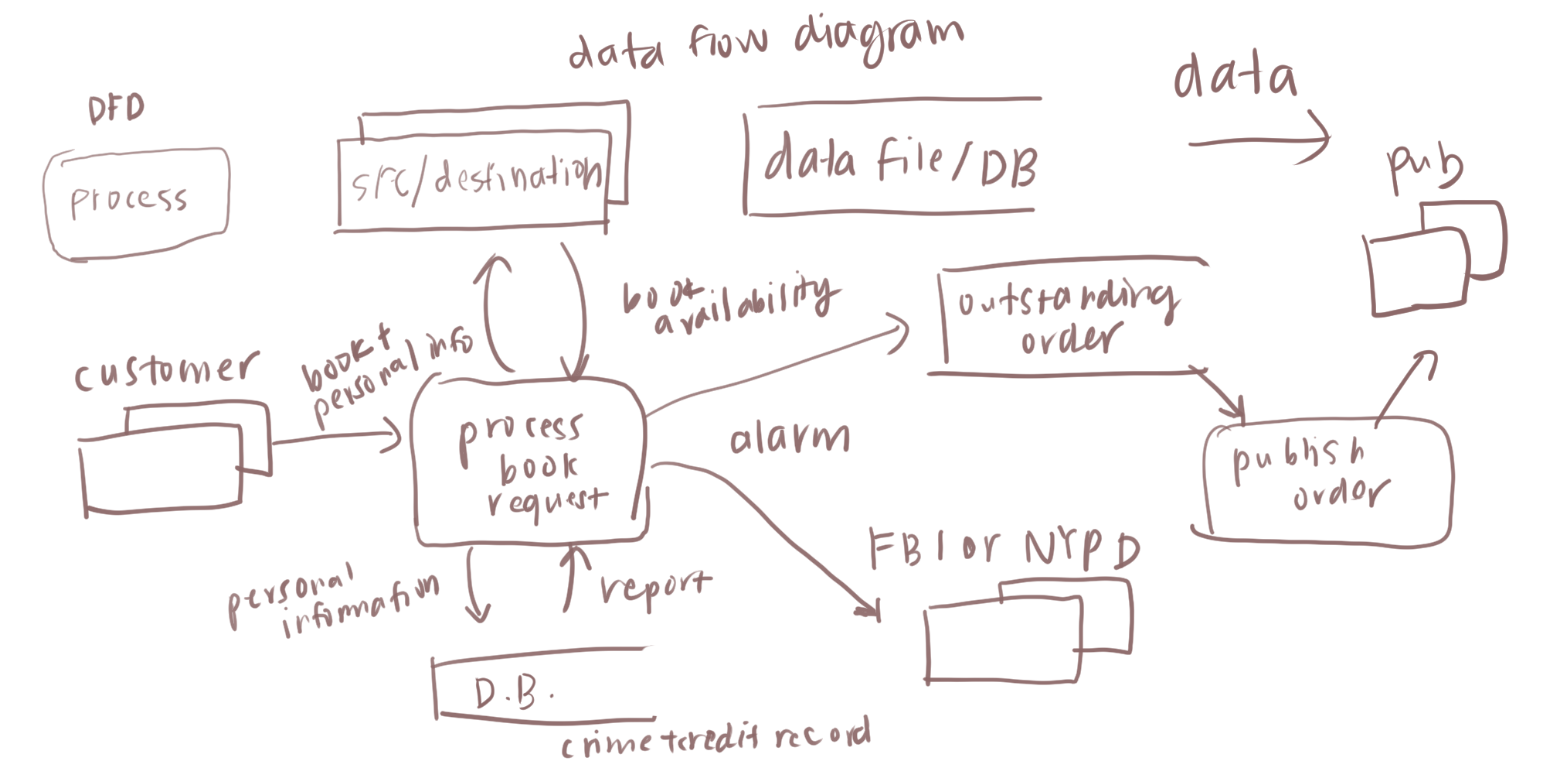 data flow diagram
DFD
process
src/destination
data file/DB
data
pub
book
availability
outstanding
order
customer
book +
personal info
process
book
request
alarm
publish
order
FBI or NYPD
personal
information
report
D.B.
crime + credit record